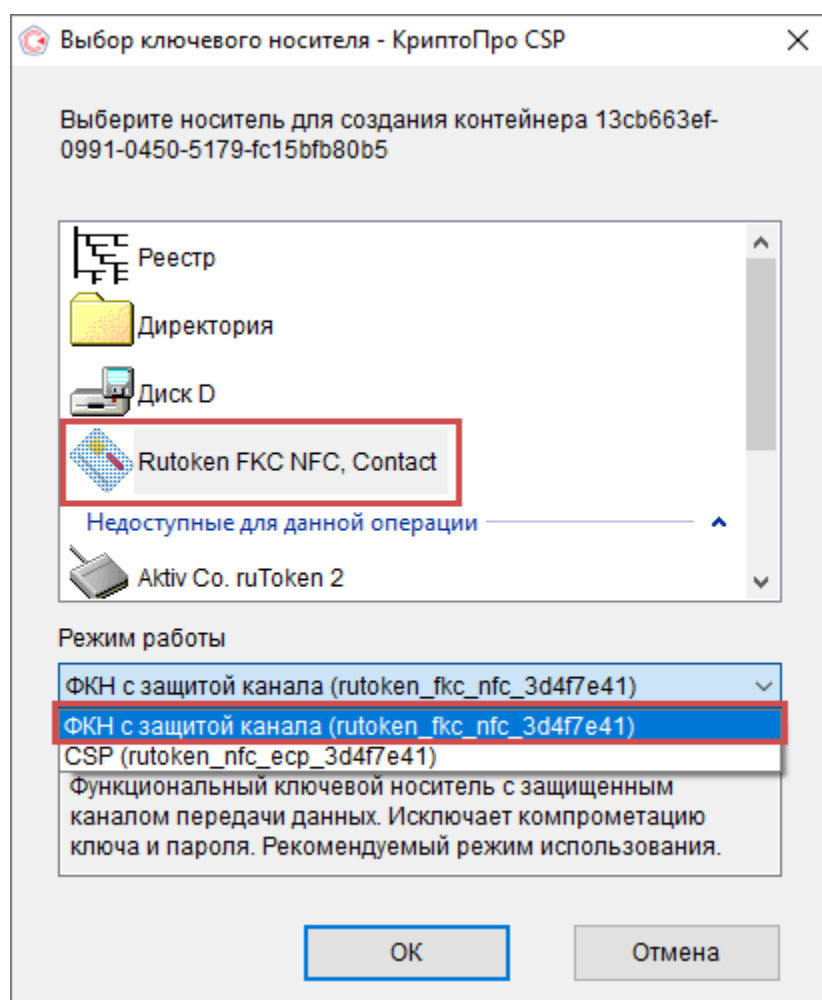 Выбор ключевого носителя - КриптоПро CSP
Выберите носитель для создания контейнера 13cb663ef-
0991-0450-5179-fc15bfb80b5
Реестр
Директория
Диск D
Rutoken FKC NFC, Contact
Недоступные для данной операции
Aktiv Co. ruToken 2
Режим работы
ФКН с защитой канала (rutoken_fkc_nfc_3d4f7e41)
ФКН с защитой канала (rutoken_fkc_nfc_3d4f7e41)
CSP (rutoken_nfc_ecp_3d4f7e41)
Функциональный ключевой носитель с защищенным
каналом передачи данных. Исключает компрометацию
ключа и пароля. Рекомендуемый режим использования.
ОК
Отмена